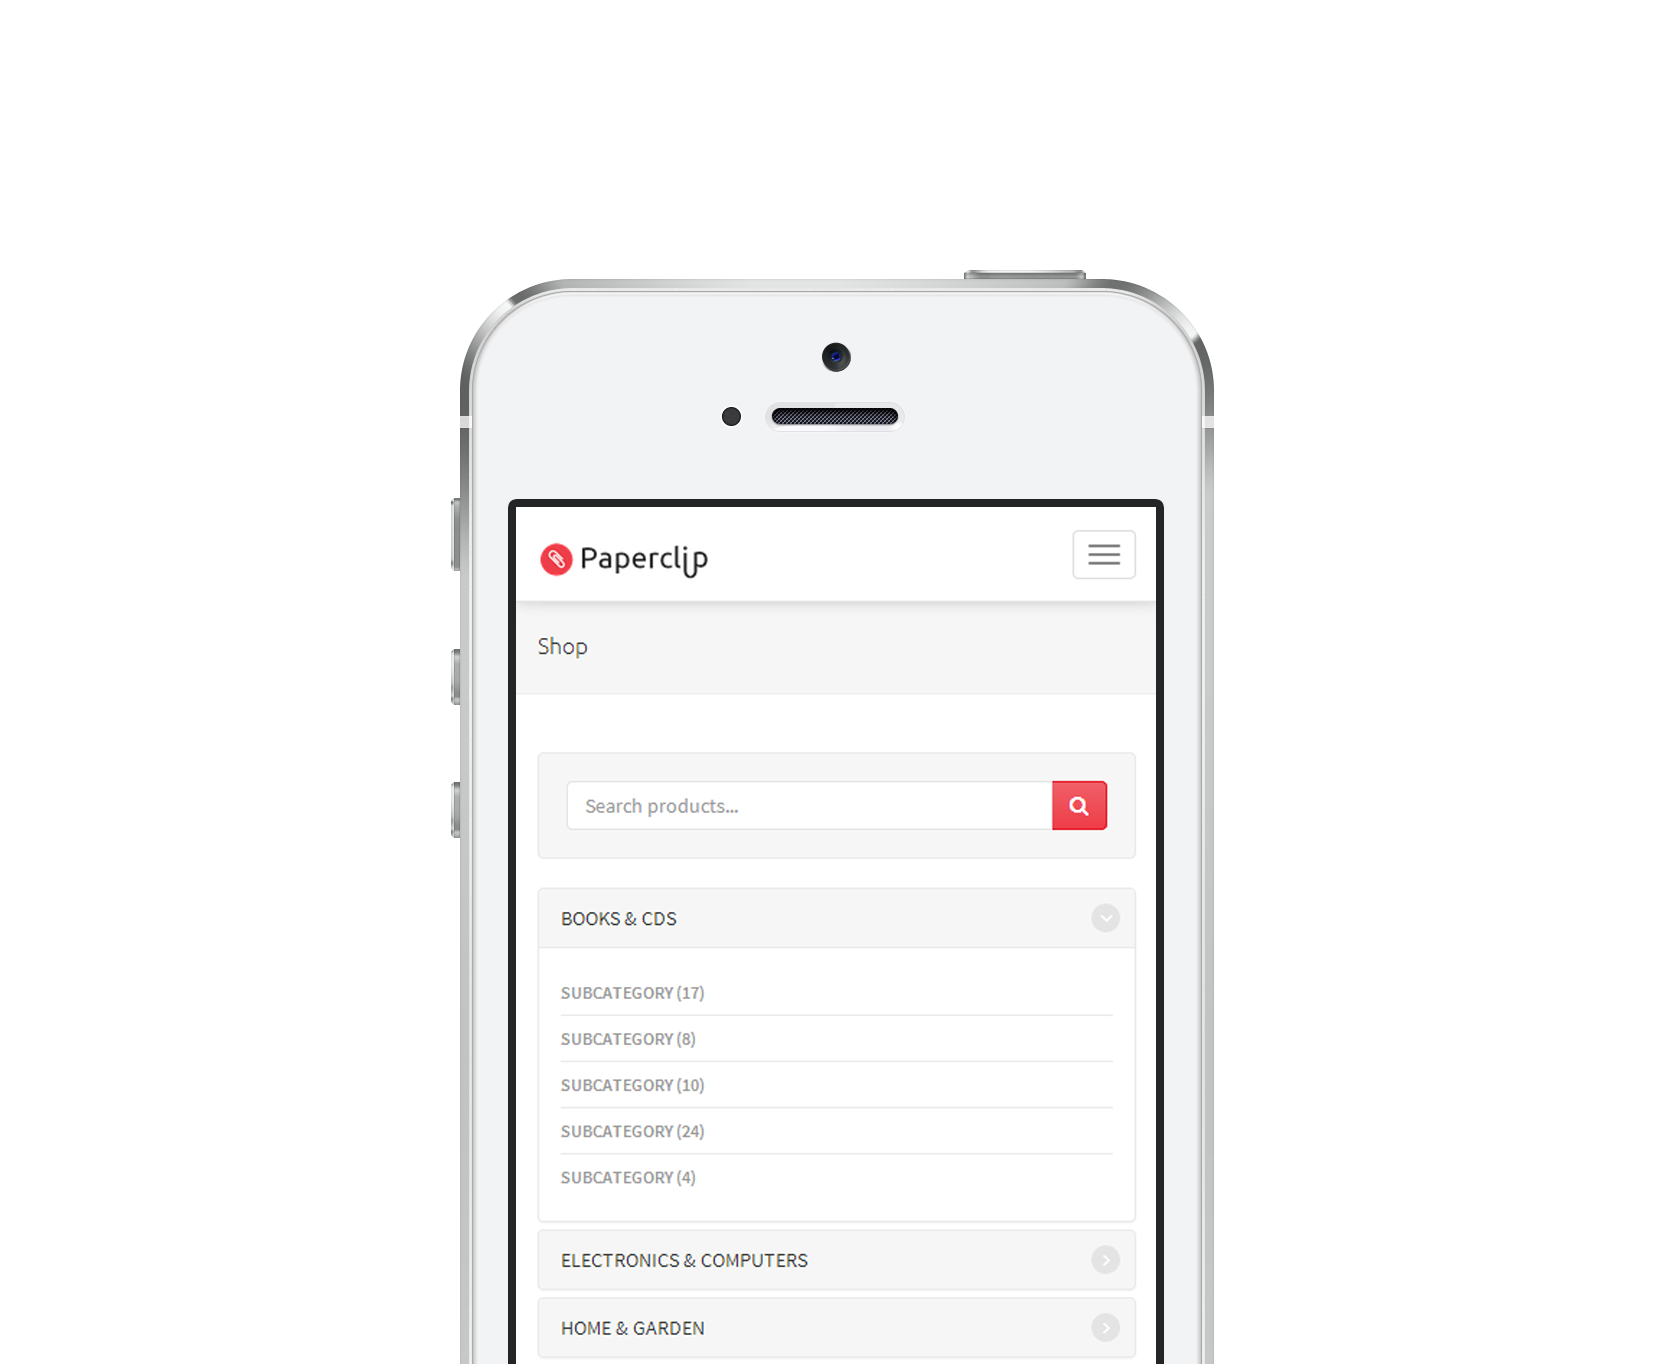 Paperclip
Shop
Search products...
BOOKS & CDS
SUBCATEGORY (17)
SUBCATEGORY (8)
SUBCATEGORY (10)
SUBCATEGORY (24)
SUBCATEGORY (4)
ELECTRONICS & COMPUTERS
HOME & GARDEN